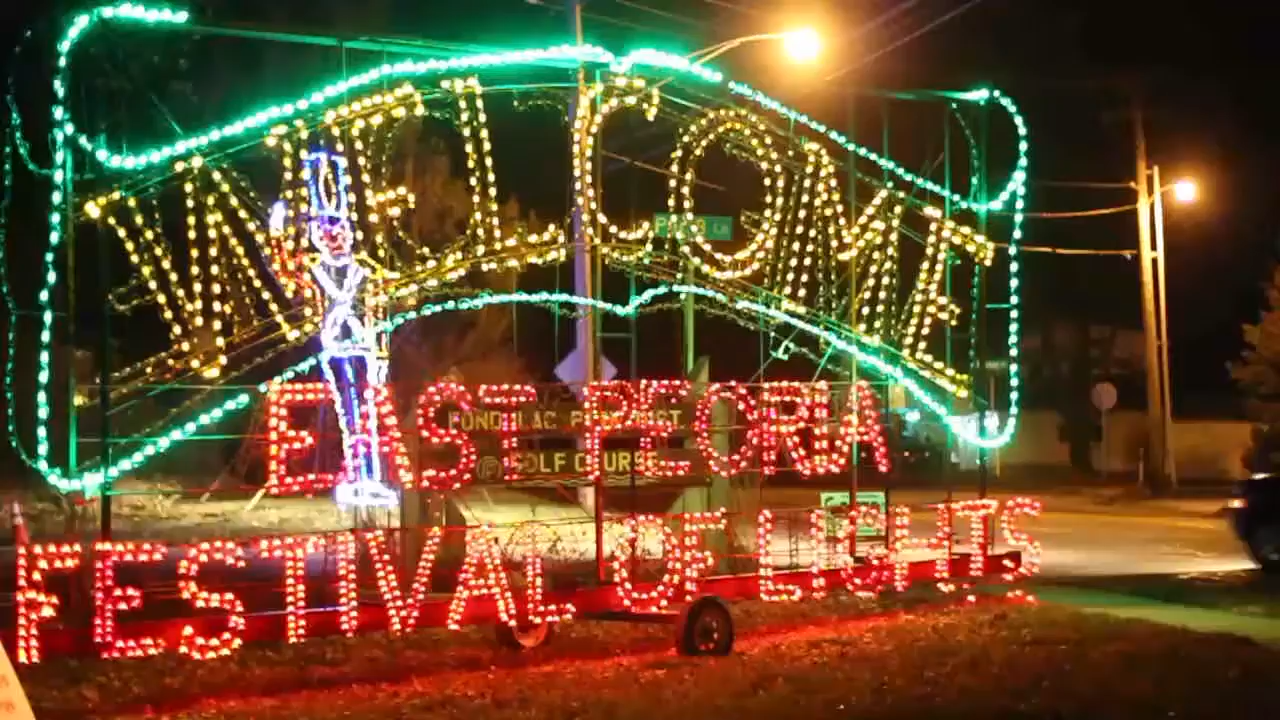 WELCOME
EAST PEORIA
FONDULAC PARK DIST.
GOLF COURSE
FESTIVAL OF LIGHTS